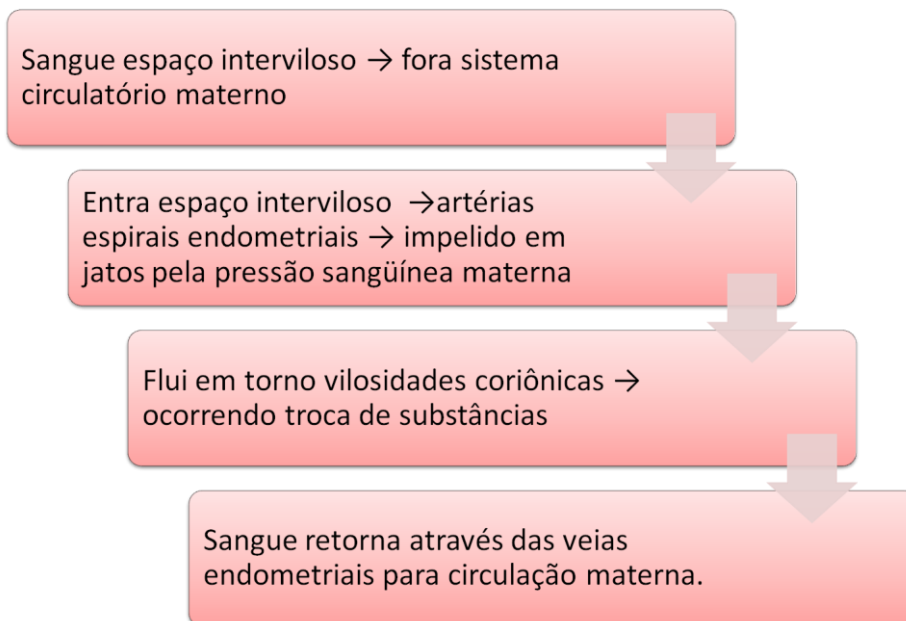 Sangue espaço interviloso → fora sistema
circulatório materno
Entra espaço interviloso →artérias
espirais endometriais → impelido em
jatos pela pressão sangüínea materna
Flui em torno vilosidades coriônicas →
ocorrendo troca de substâncias
Sangue retorna através das veias
endometriais para circulação materna.